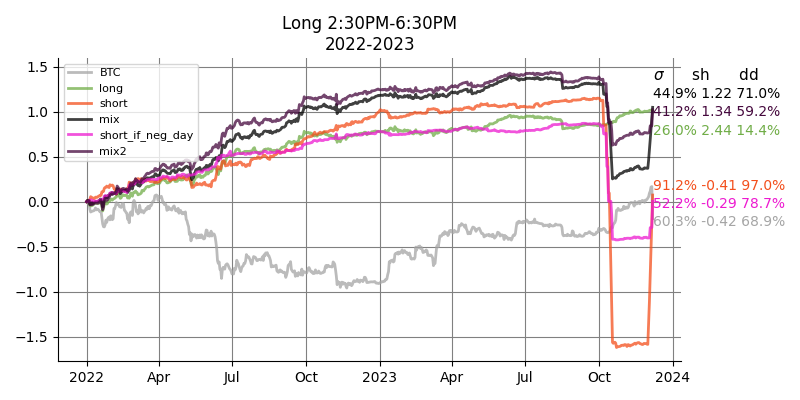 Long 2:30PM-6:30PM
2022-2023
σ sh dd
44.9% 1.22 71.0%
41.2% 1.34 59.2%
26.0% 2.44 14.4%
91.2% -0.41 97.0%
52.2% -0.29 78.7%
60.3% -0.42 68.9%
BTC
long
short
mix
short_if_neg_day
mix2
1.5
1.0
0.5
0.0
−0.5
−1.0
−1.5
2022 Apr Jul Oct 2023 Apr Jul Oct 2024